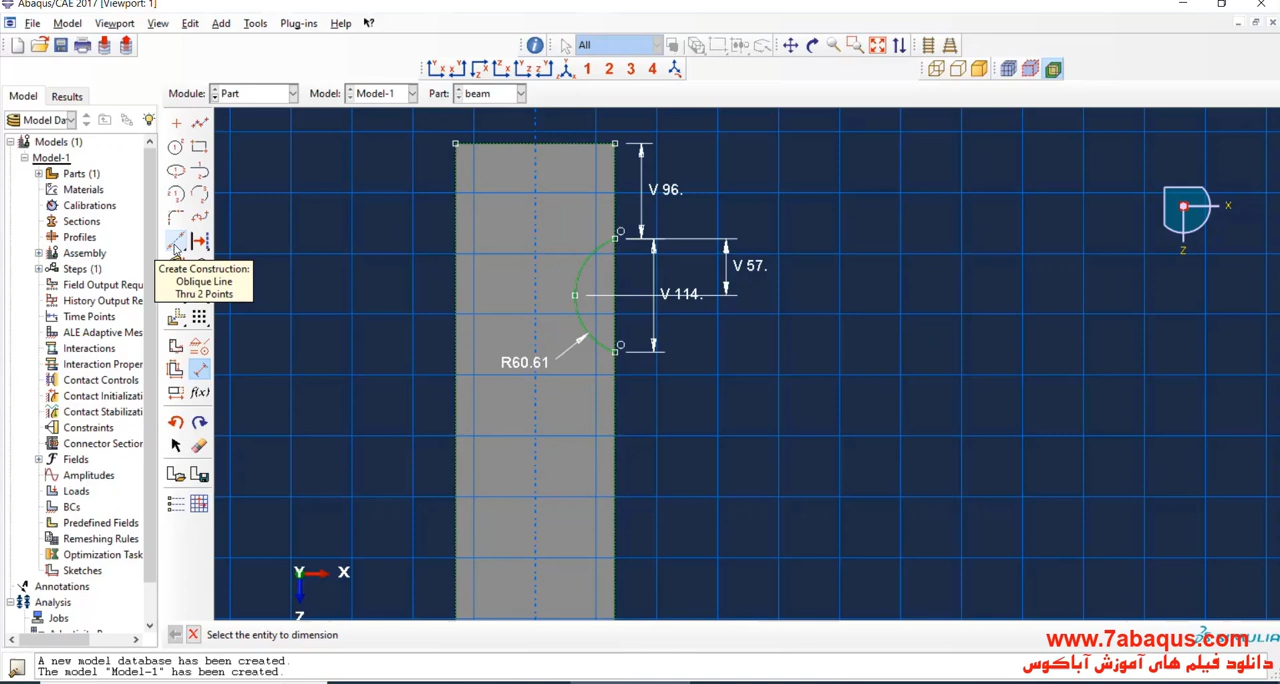 Abaqus/CAE 2017 [Viewport: 1]
File Model Viewport View Edit Add Tools Plug-ins Help
All
1 2 3 4
Model Results Module: Part Model: Model-1 Part: beam
Model Da
Models (1)
Model-1
Parts (1)
Materials
Calibrations
Sections
Profiles
Assembly
Steps (1)
Field Output Requ
History Output Re
Time Points
ALE Adaptive Mes
Interactions
Interaction Proper
Contact Controls
Contact Initializati
Contact Stabilizati
Constraints
Connector Section
Fields
Amplitudes
Loads
BCs
Predefined Fields
Remeshing Rules
Optimization Task
Sketches
Annotations
Analysis
Jobs
Create Construction:
Oblique Line
Thru 2 Points
f(x)
V 96.
V 57.
V 114.
R60.61
X
Z
Y X
Z
Select the entity to dimension
www.7abaqus.com
دانلود فیلم های آموزش آباکوس
A new model database has been created.
The model "Model-1" has been created.